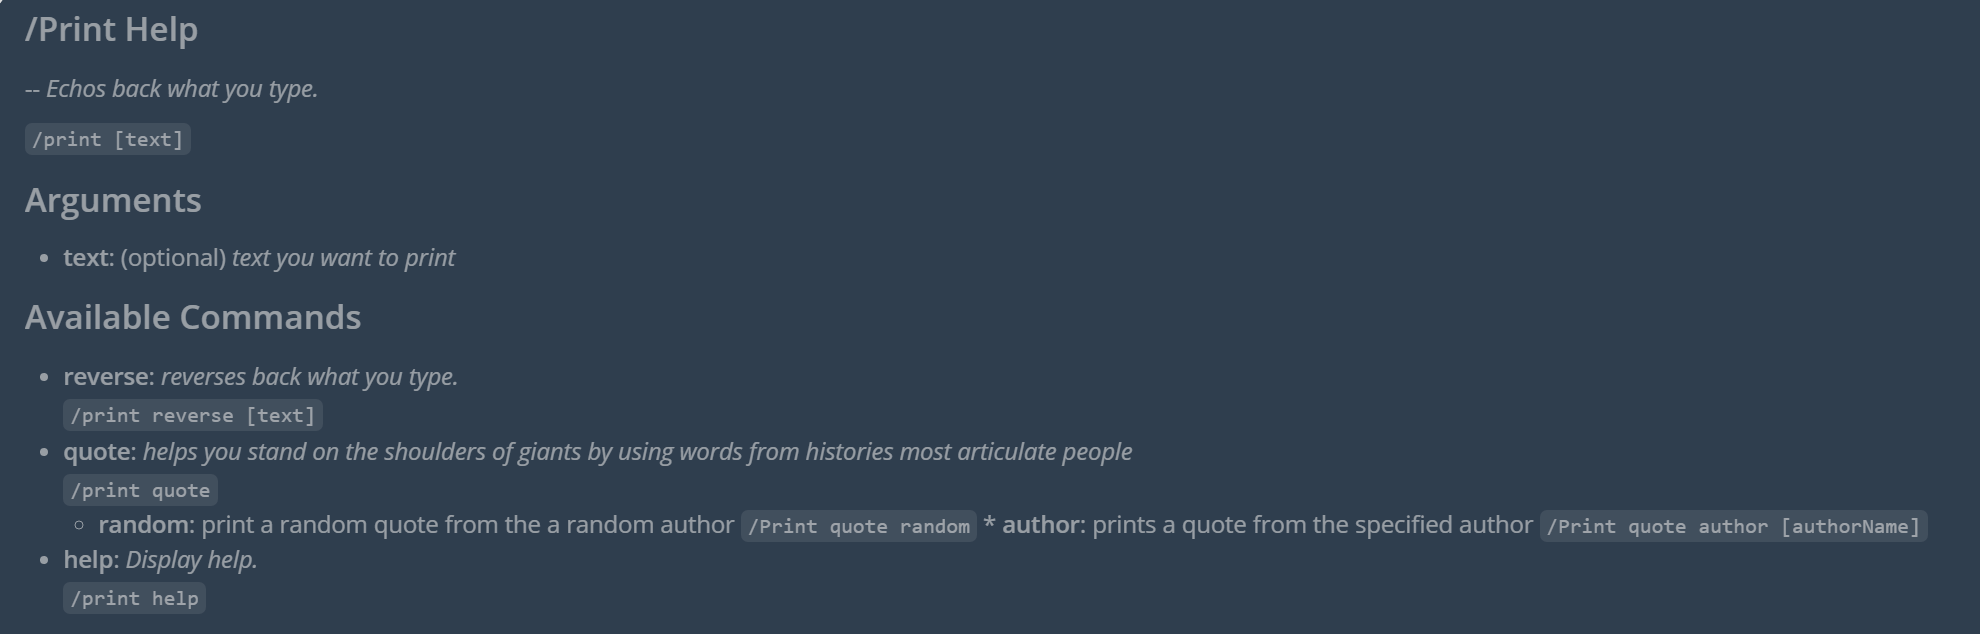 /Print Help
-- Echos back what you type.
/print [text]
Arguments
• text: (optional) text you want to print
Available Commands
• reverse: reverses back what you type.
/print reverse [text]
• quote: helps you stand on the shoulders of giants by using words from histories most articulate people
/print quote
◦ random: print a random quote from the a random author /Print quote random * author: prints a quote from the specified author /Print quote author [authorName]
• help: Display help.
/print help